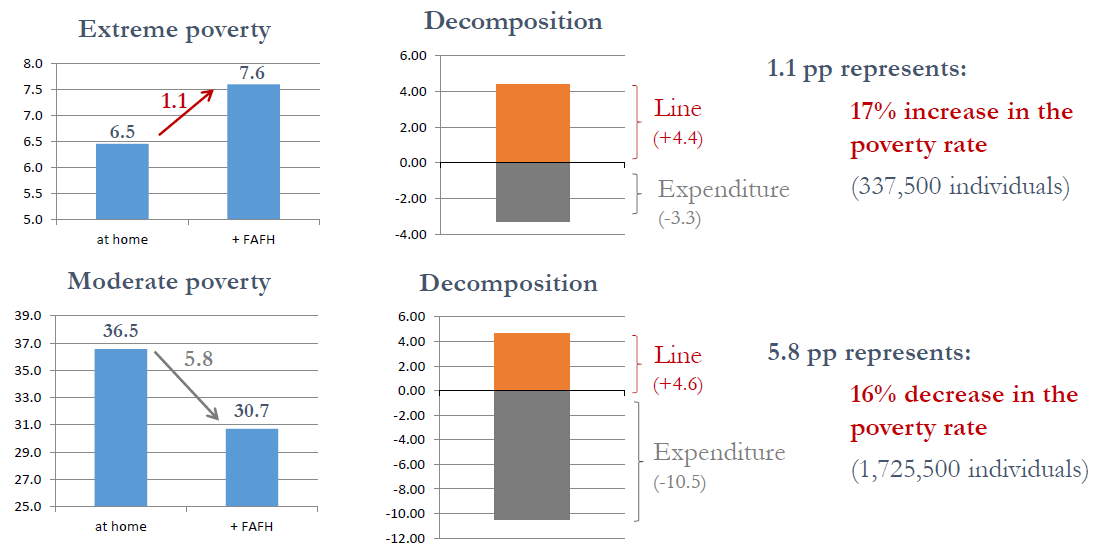 Extreme poverty
8.0
7.5
7.0
6.5
6.0
5.5
5.0
6.5
1.1
7.6
at home
+ FAFH
Decomposition
6.00
4.00
2.00
0.00
-2.00
-4.00
Line
(+4.4)
Expenditure
(-3.3)
1.1 pp represents:
17% increase in the
poverty rate
(337,500 individuals)
Moderate poverty
39.0
37.0
35.0
33.0
31.0
29.0
27.0
25.0
36.5
5.8
30.7
at home
+ FAFH
Decomposition
6.00
4.00
2.00
0.00
-2.00
-4.00
-6.00
-8.00
-10.00
-12.00
Line
(+4.6)
Expenditure
(-10.5)
5.8 pp represents:
16% decrease in the
poverty rate
(1,725,500 individuals)